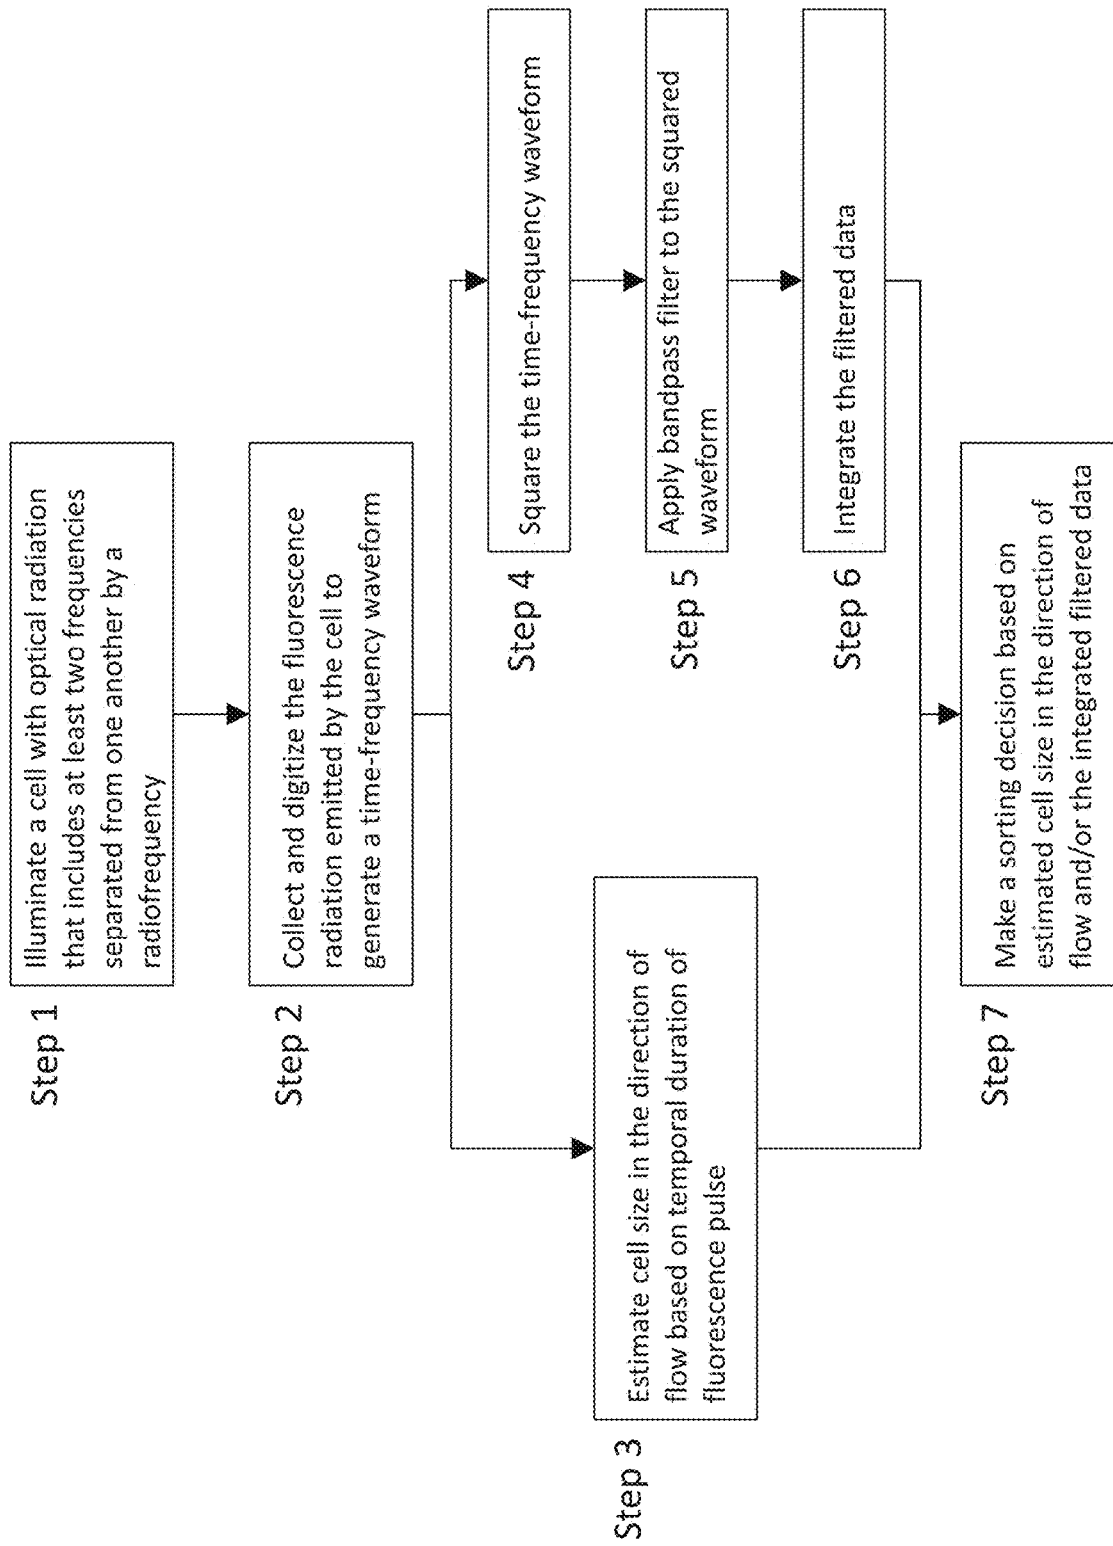 Step 1
Illuminate a cell with optical radiation
that includes at least two frequencies
separated from one another by a
radiofrequency
Step 2
Collect and digitize the fluorescence
radiation emitted by the cell to
generate a time-frequency waveform
Step 3
Estimate cell size in the direction of
flow based on temporal duration of
fluorescence pulse
Step 4
Square the time-frequency waveform
Step 5
Apply bandpass filter to the squared
waveform
Step 6
Integrate the filtered data
Step 7
Make a sorting decision based on
estimated cell size in the direction of
flow and/or the integrated filtered data